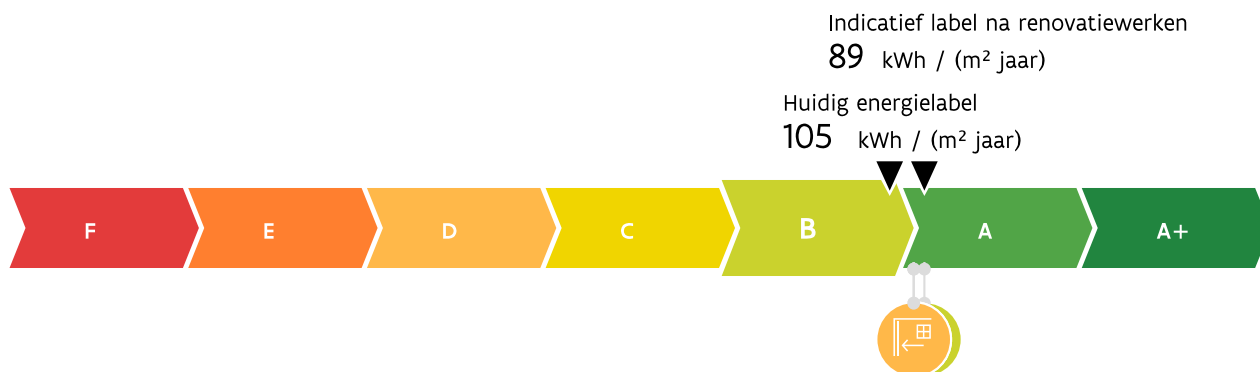 Indicatief label na renovatiewerken
89 kWh / (m² jaar)
Huidig energielabel
105 kWh / (m² jaar)
F E D C B A A+